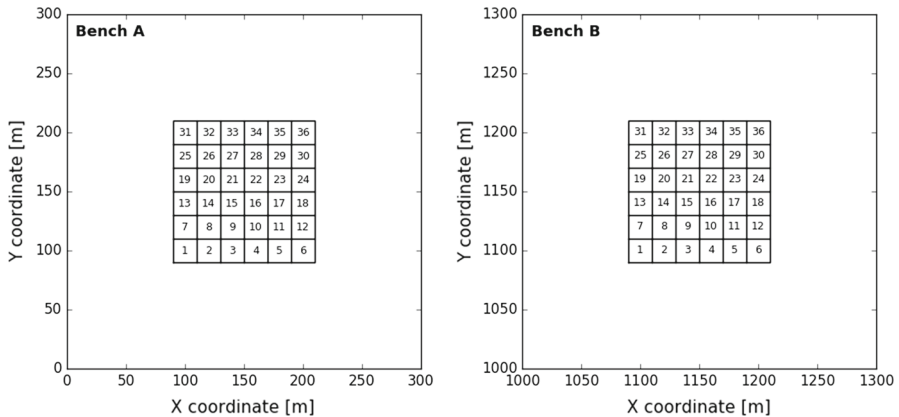 Bench A
300
250
200
150
100
50
0
Y coordinate [m]
31 32 33 34 35 36
25 26 27 28 29 30
19 20 21 22 23 24
13 14 15 16 17 18
7 8 9 10 11 12
1 2 3 4 5 6
0 50 100 150 200 250 300
X coordinate [m]
Bench B
1300
1250
1200
1150
1100
1050
1000
Y coordinate [m]
31 32 33 34 35 36
25 26 27 28 29 30
19 20 21 22 23 24
13 14 15 16 17 18
7 8 9 10 11 12
1 2 3 4 5 6
1000 1050 1100 1150 1200 1250 1300
X coordinate [m]